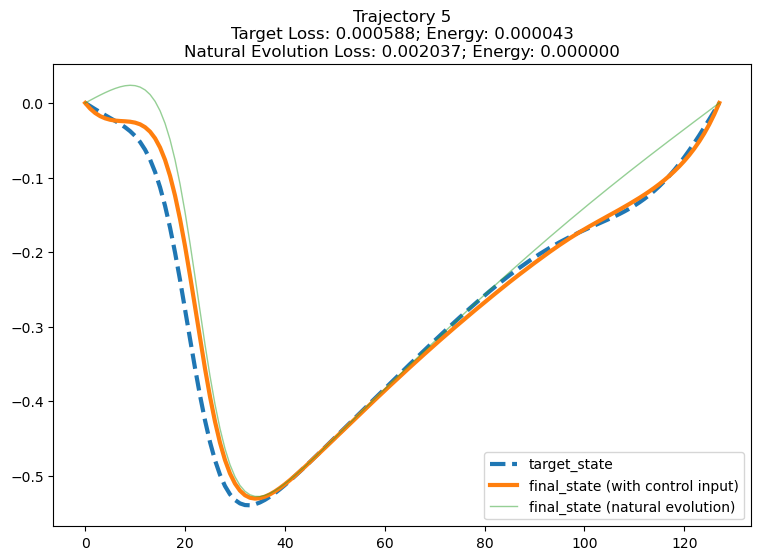 Trajectory 5
Target Loss: 0.000588; Energy: 0.000043
Natural Evolution Loss: 0.002037; Energy: 0.000000
0.0
−0.1
−0.2
−0.3
−0.4
−0.5
target_state
final_state (with control input)
final_state (natural evolution)
0 20 40 60 80 100 120